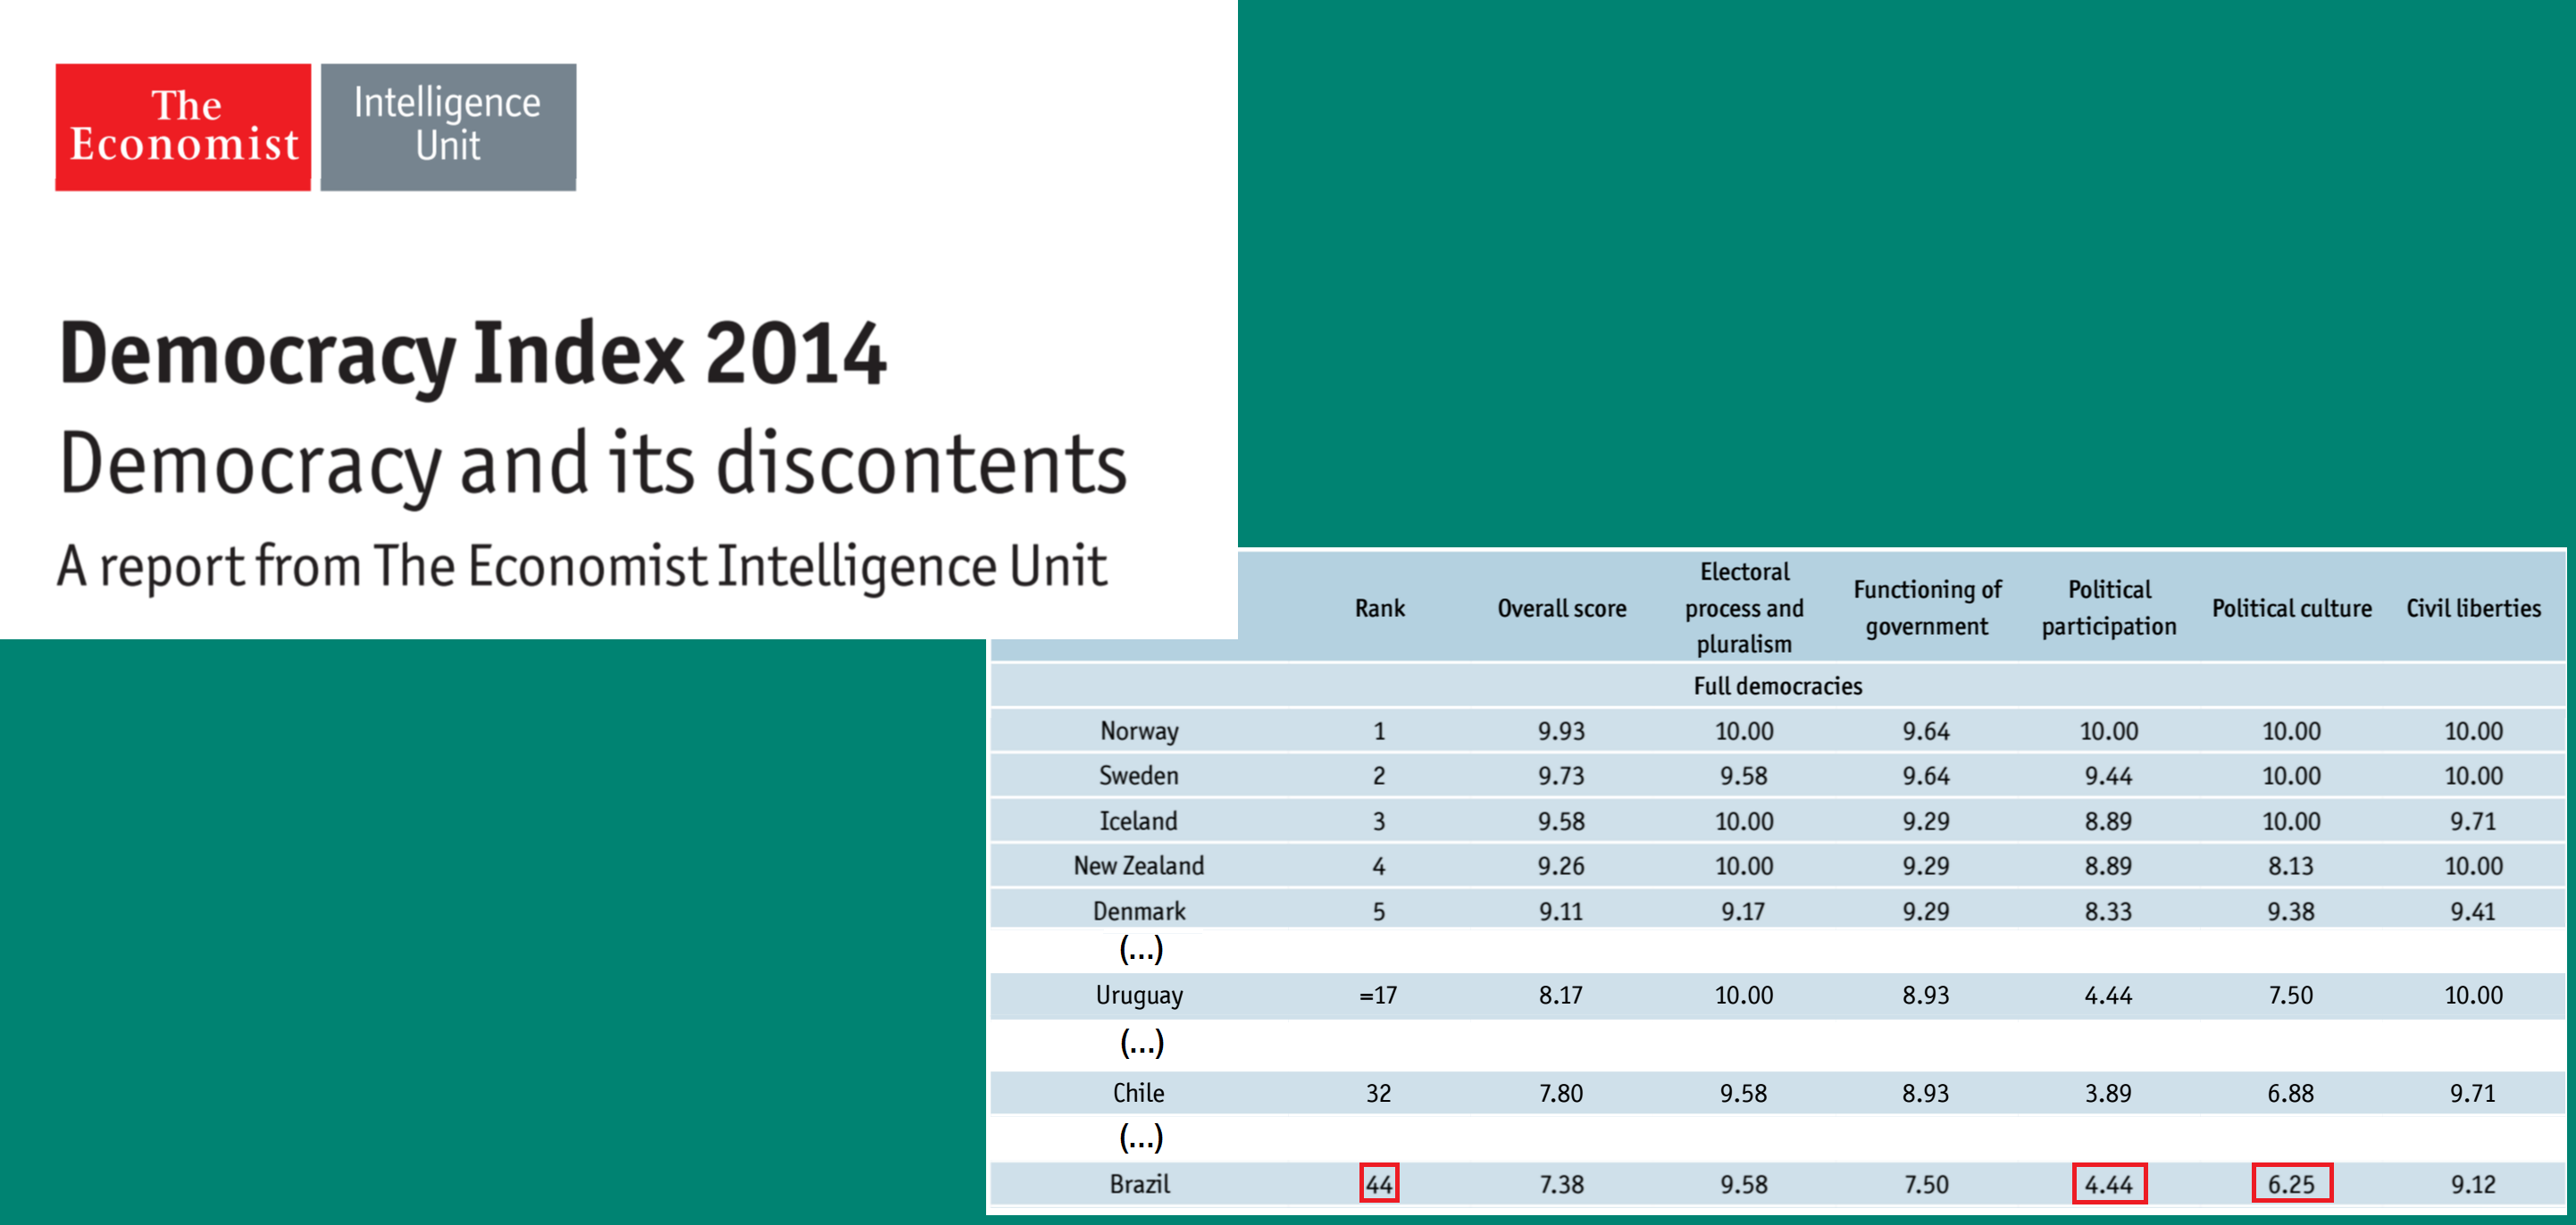 The
Economist
Intelligence
Unit
Democracy Index 2014
Democracy and its discontents
A report from The Economist Intelligence Unit
Rank Overall score Electoral process and pluralism Functioning of government Political participation Political culture Civil liberties
Full democracies
Norway 1 9.93 10.00 9.64 10.00 10.00 10.00
Sweden 2 9.73 9.58 9.64 9.44 10.00 10.00
Iceland 3 9.58 10.00 9.29 8.89 10.00 9.71
New Zealand 4 9.26 10.00 9.29 8.89 8.13 10.00
Denmark 5 9.11 9.17 9.29 8.33 9.38 9.41
(...)
Uruguay =17 8.17 10.00 8.93 4.44 7.50 10.00
(...)
Chile 32 7.80 9.58 8.93 3.89 6.88 9.71
(...)
Brazil 44 7.38 9.58 7.50 4.44 6.25 9.12